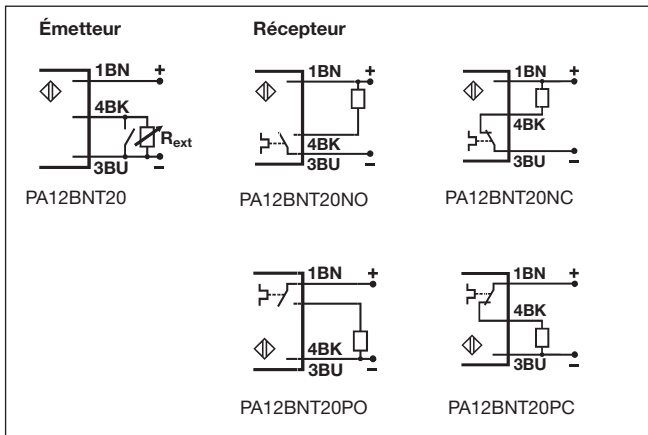 Émetteur
1BN +
4BK
Rext
3BU –
PA12BNT20
Récepteur
1BN +
4BK
3BU –
PA12BNT20NO
1BN +
4BK
3BU –
PA12BNT20NC
1BN +
4BK
3BU –
PA12BNT20PO
1BN +
4BK
3BU –
PA12BNT20PC